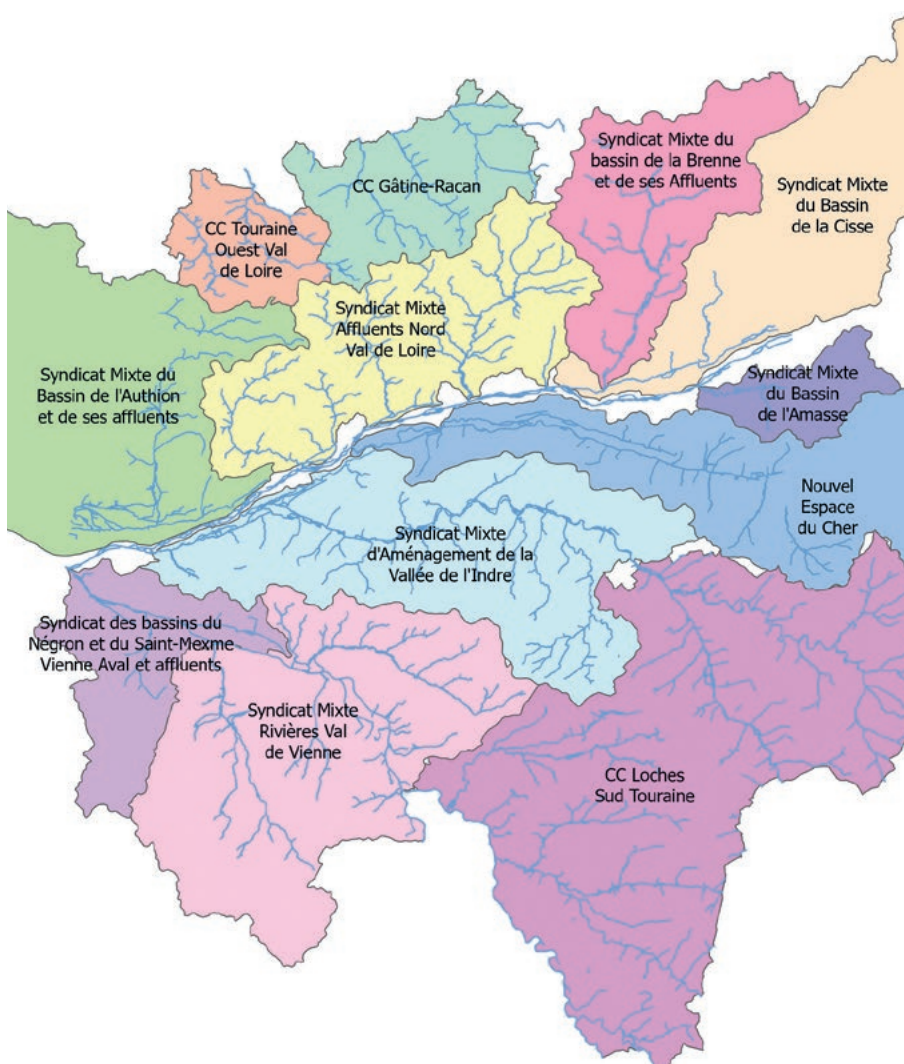 Syndicat Mixte du
bassin de la Brenne
et de ses Affluents
CC Gâtine-Racan
Syndicat Mixte
du Bassin
de la Cisse
CC Touraine
Ouest Val
de Loire
Syndicat Mixte
Affluents Nord
Val de Loire
Syndicat Mixte du
Bassin de l'Authion
et de ses affluents
Syndicat Mixte
du Bassin
de l'Amasse
Nouvel
Espace
du Cher
Syndicat Mixte
d'Aménagement de la
Vallée de l'Indre
Syndicat des bassins du
Négron et du Saint-Mexme
Vienne Aval et affluents
Syndicat Mixte
Rivières Val
de Vienne
CC Loches
Sud Touraine